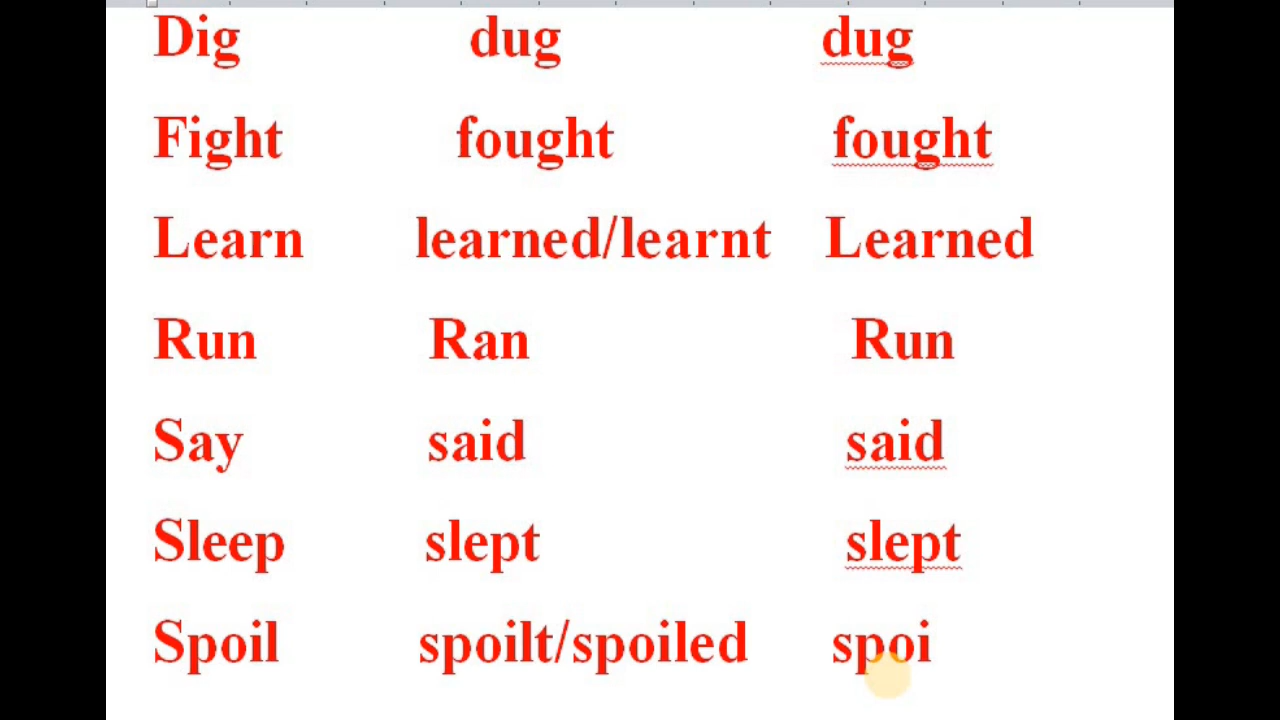 Dig dug dug
Fight fought fought
Learn learned/learnt Learned
Run Ran Run
Say said said
Sleep slept slept
Spoil spoilt/spoiled spoi